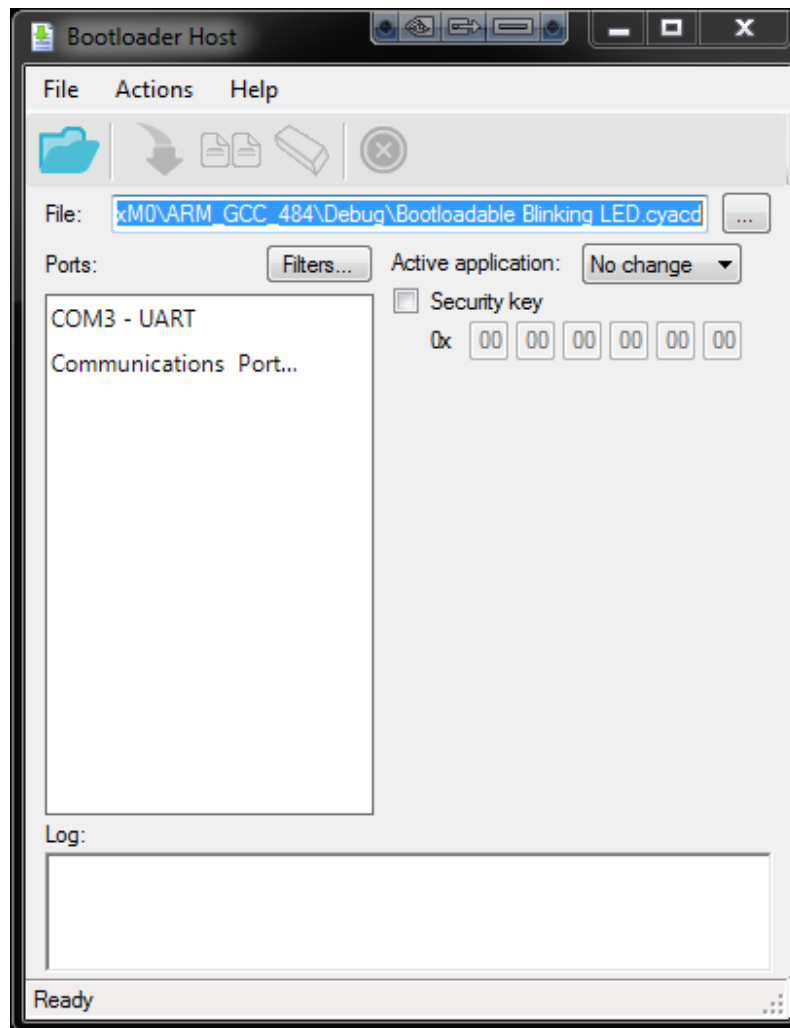 Bootloader Host
File Actions Help
File: xM0\ARM_GCC_484\Debug\Bootloadable Blinking LED.cyacd ...
Ports: Filters... Active application: No change
COM3 - UART
Communications Port...
Security key
0x 00 00 00 00 00 00
Log:
Ready